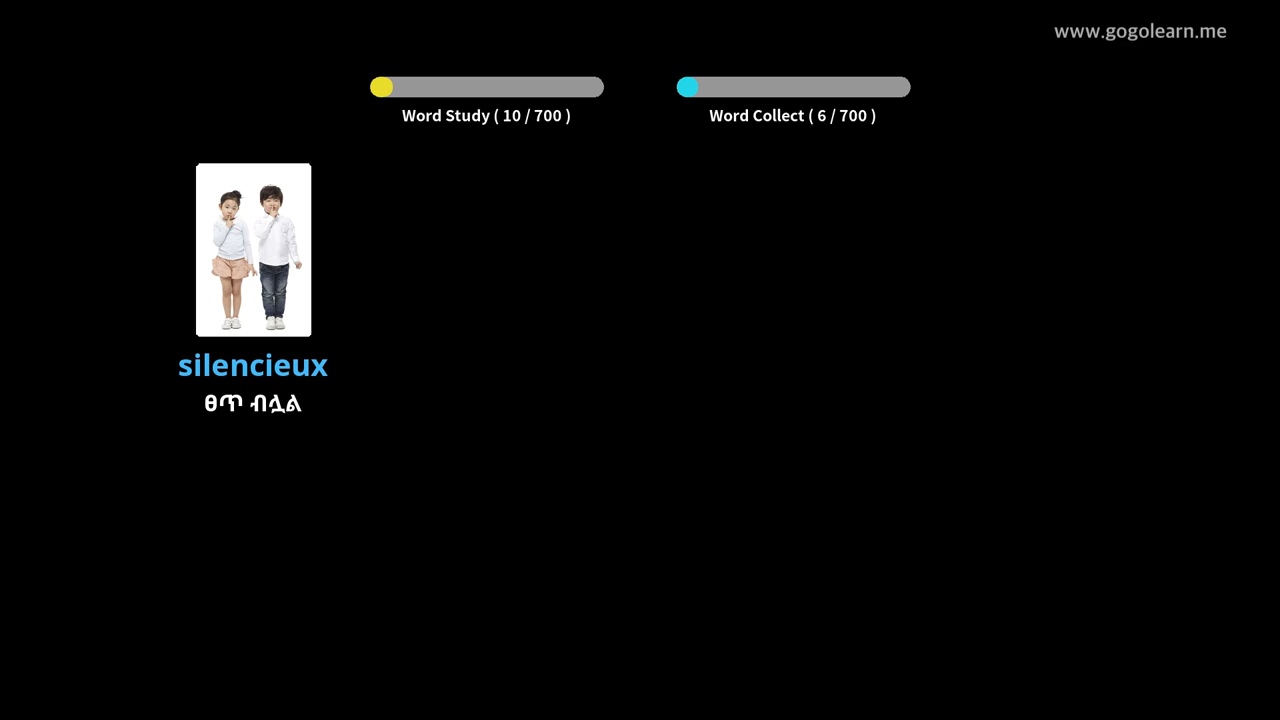 www.gogolearn.me
Word Study ( 10 / 700 )
Word Collect ( 6 / 700 )
silencieux
ፀጥ ብሏል